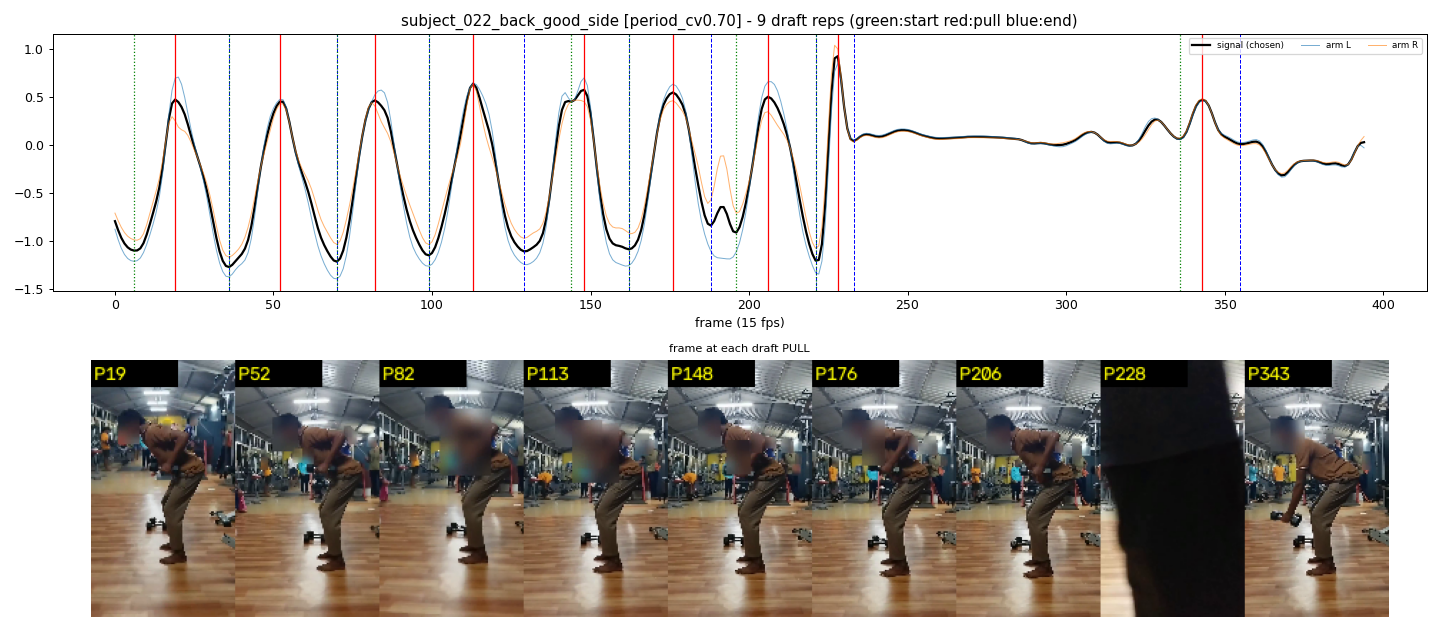 subject_022_back_good_side [period_cv0.70] - 9 draft reps (green:start red:pull blue:end)
signal (chosen) arm L arm R
1.0
0.5
0.0
−0.5
−1.0
−1.5
0 50 100 150 200 250 300 350 400
frame (15 fps)
frame at each draft PULL
P19 P52 P82 P113 P148 P176 P206 P228 P343